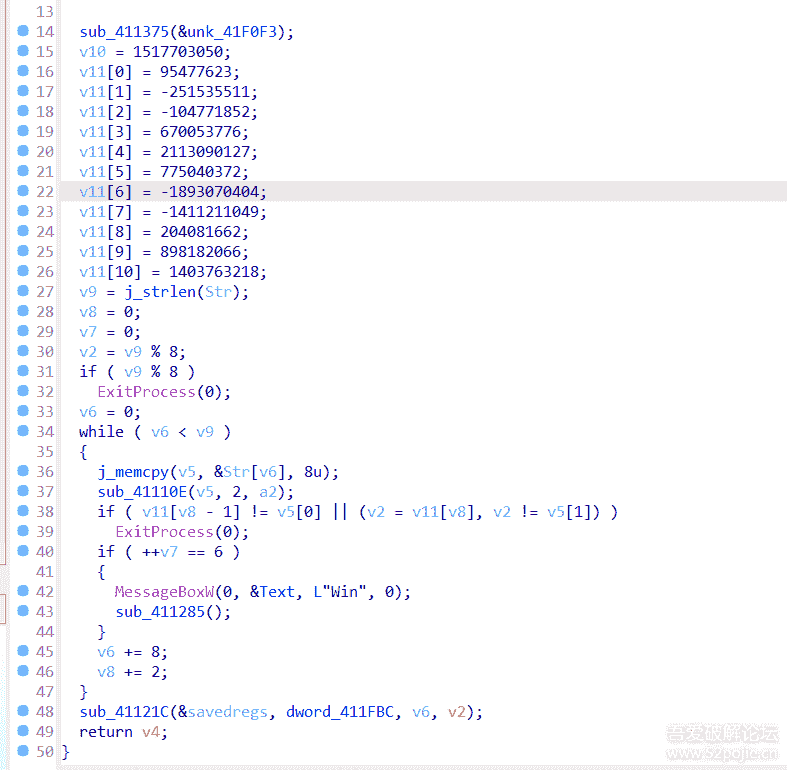 13
14 sub_411375(&unk_41F0F3);
15 v10 = 1517703050;
16 v11[0] = 95477623;
17 v11[1] = -251535511;
18 v11[2] = -104771852;
19 v11[3] = 670053776;
20 v11[4] = 2113090127;
21 v11[5] = 775040372;
22 v11[6] = -1893070404;
23 v11[7] = -1411211049;
24 v11[8] = 204081662;
25 v11[9] = 898182066;
26 v11[10] = 1403763218;
27 v9 = j_strlen(Str);
28 v8 = 0;
29 v7 = 0;
30 v2 = v9 % 8;
31 if ( v9 % 8 )
32 ExitProcess(0);
33 v6 = 0;
34 while ( v6 < v9 )
35 {
36 j_memcpy(v5, &Str[v6], 8u);
37 sub_41110E(v5, 2, a2);
38 if ( v11[v8 - 1] != v5[0] || (v2 = v11[v8], v2 != v5[1]) )
39 ExitProcess(0);
40 if ( ++v7 == 6 )
41 {
42 MessageBoxW(0, &Text, L"Win", 0);
43 sub_411285();
44 }
45 v6 += 8;
46 v8 += 2;
47 }
48 sub_41121C(&savedregs, dword_411FBC, v6, v2);
49 return v4;
50 }
吾爱破解论坛
www.52pojie.cn